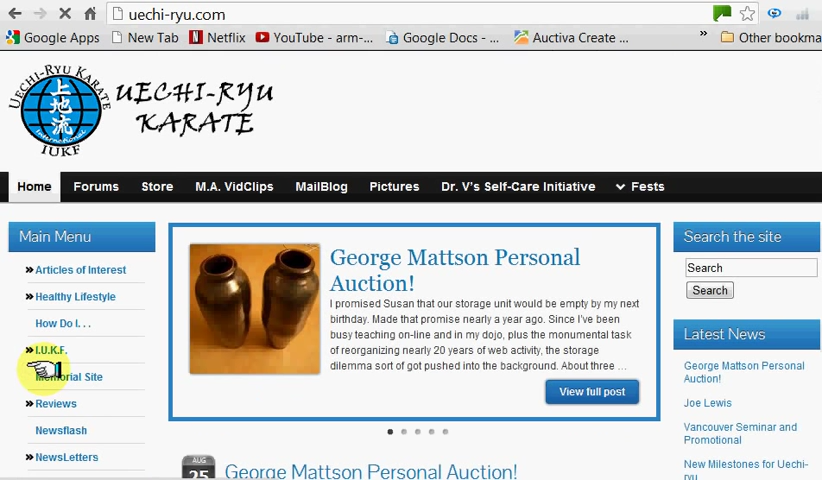 uechi-ryu.com
Google Apps New Tab Netflix YouTube - arm-... Google Docs - ... Auctiva Create ... » Other bookma
UECHI-RYU KARATE
上地流
International
IUKF
UECHI-RYU
KARATE
Home Forums Store M.A. VidClips MailBlog Pictures Dr. V's Self-Care Initiative Fests
Main Menu
» Articles of Interest
» Healthy Lifestyle
How Do I. . .
» I.U.K.F.
Memorial Site
» Reviews
Newsflash
» NewsLetters
George Mattson Personal
Auction!
I promised Susan that our storage unit would be empty by my next
birthday. Made that promise nearly a year ago. Since I've been
busy teaching on-line and in my dojo, plus the monumental task
of reorganizing nearly 20 years of web activity, the storage
dilemma sort of got pushed into the background. About three ...
View full post
AUG
25
George Mattson Personal Auction!
Search the site
Search
Search
Latest News
George Mattson Personal
Auction!
Joe Lewis
Vancouver Seminar and
Promotional
New Milestones for Uechi-
ryu